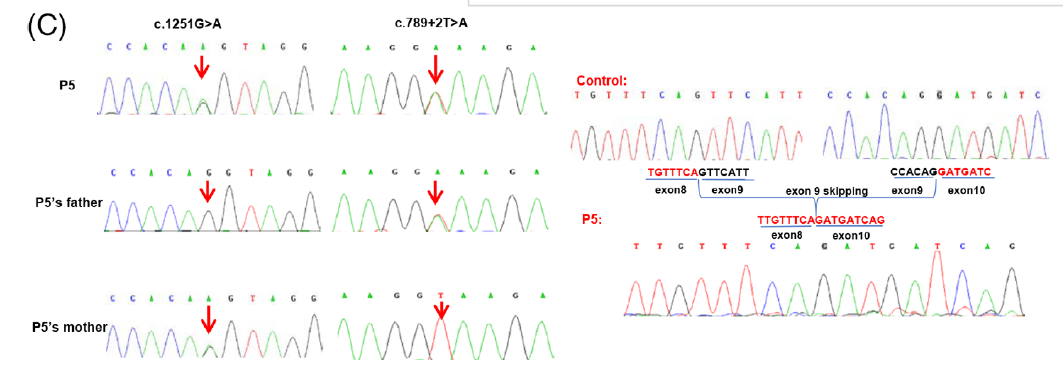 (C)
c.1251G>A
c.789+2T>A
C C A C A A G T A G G
A A G G A A A G A
P5
C C A C A G G T A G G
A A G G A A A G A
P5's father
C C A C A A G T A G G
A A G G T A A G A
P5's mother
Control:
T G T T T C A G T T C A T T
C C A C A G G A T G A T C
TGTTTCAGTTCATT
exon8 exon9
CCACAGGATGATC
exon9 exon10
exon 9 skipping
P5:
TTGTTTCAGATGATCAG
exon8 exon10
T T G T T T C A G A T G A T C A G